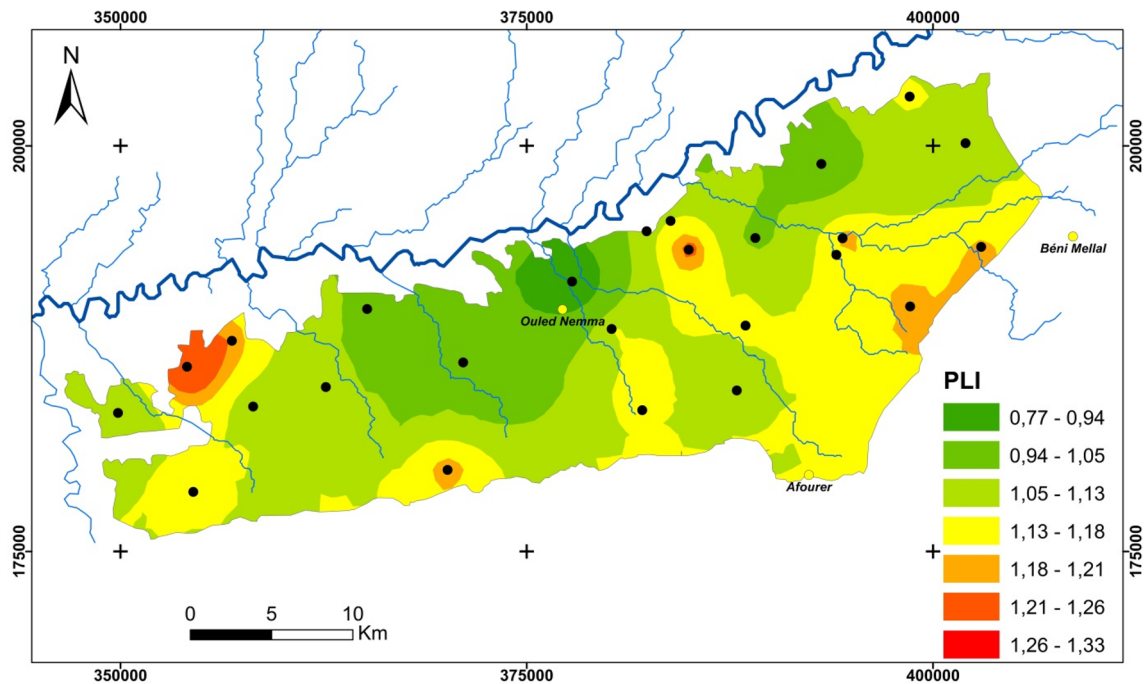 350000 375000 400000
N
200000 200000
Béni Mellal
Ouled Nemma
PLI
0,77 - 0,94
0,94 - 1,05
1,05 - 1,13
1,13 - 1,18
1,18 - 1,21
1,21 - 1,26
1,26 - 1,33
Afourer
175000 175000
0 5 10
Km
350000 375000 400000